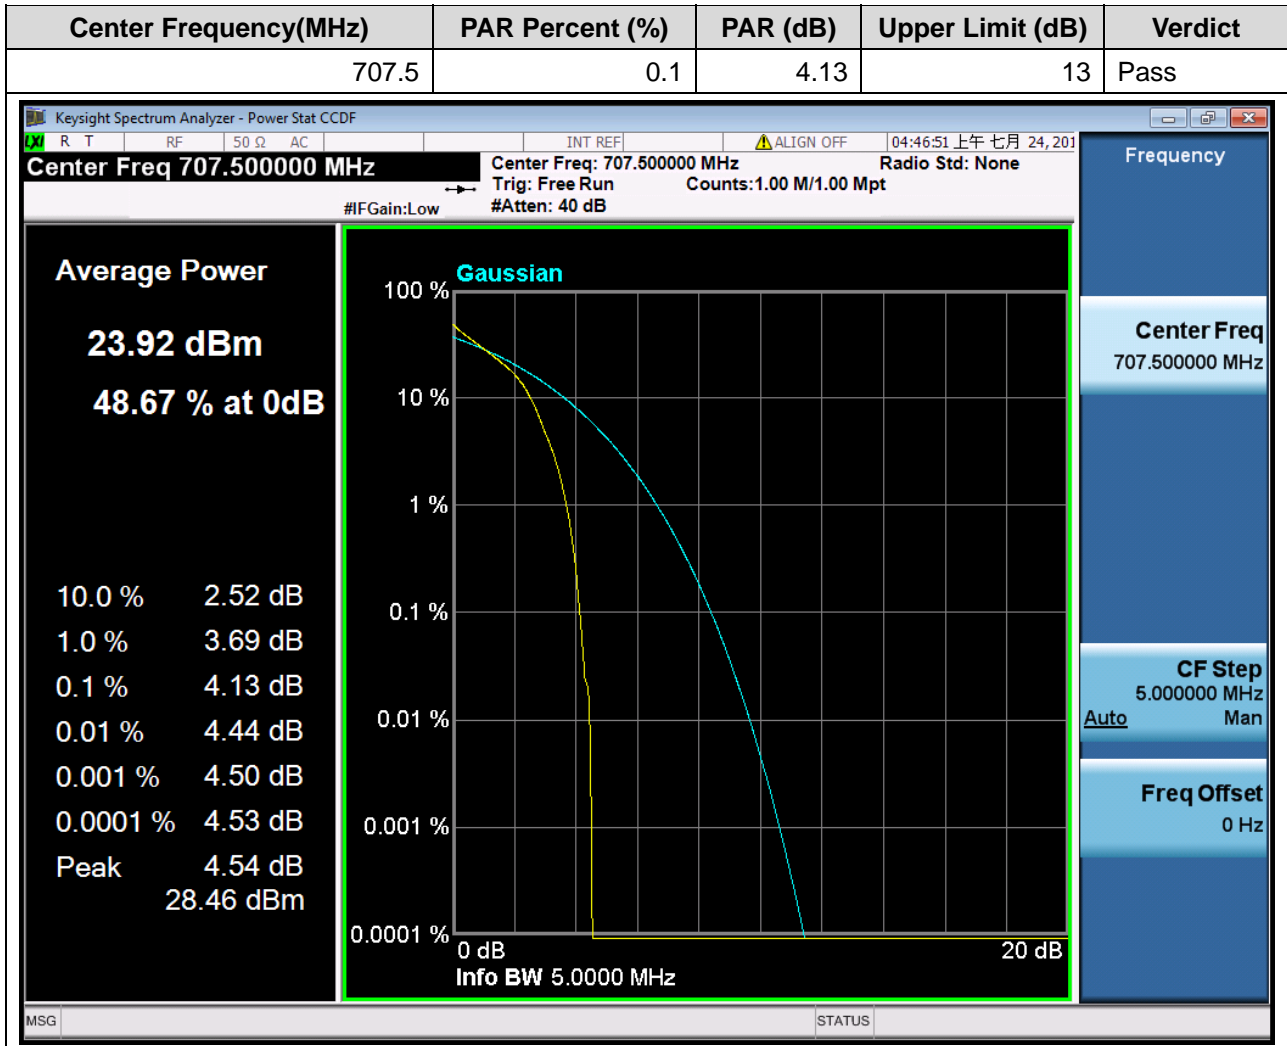 Center Frequency(MHz) PAR Percent (%) PAR (dB) Upper Limit (dB) Verdict
707.5 0.1 4.13 13 Pass
Keysight Spectrum Analyzer - Power Stat CCDF
LXI R T RF 50 Ω AC INT REF ALIGN OFF 04:46:51 上午 七月 24, 201
Center Freq 707.500000 MHz
Center Freq: 707.500000 MHz Radio Std: None
Trig: Free Run Counts:1.00 M/1.00 Mpt
#IFGain:Low #Atten: 40 dB
Average Power
23.92 dBm
48.67 % at 0dB
10.0 % 2.52 dB
1.0 % 3.69 dB
0.1 % 4.13 dB
0.01 % 4.44 dB
0.001 % 4.50 dB
0.0001 % 4.53 dB
Peak 4.54 dB
28.46 dBm
Gaussian
100 %
10 %
1 %
0.1 %
0.01 %
0.001 %
0.0001 %
0 dB 20 dB
Info BW 5.0000 MHz
Frequency
Center Freq
707.500000 MHz
CF Step
5.000000 MHz
Auto Man
Freq Offset
0 Hz
MSG STATUS